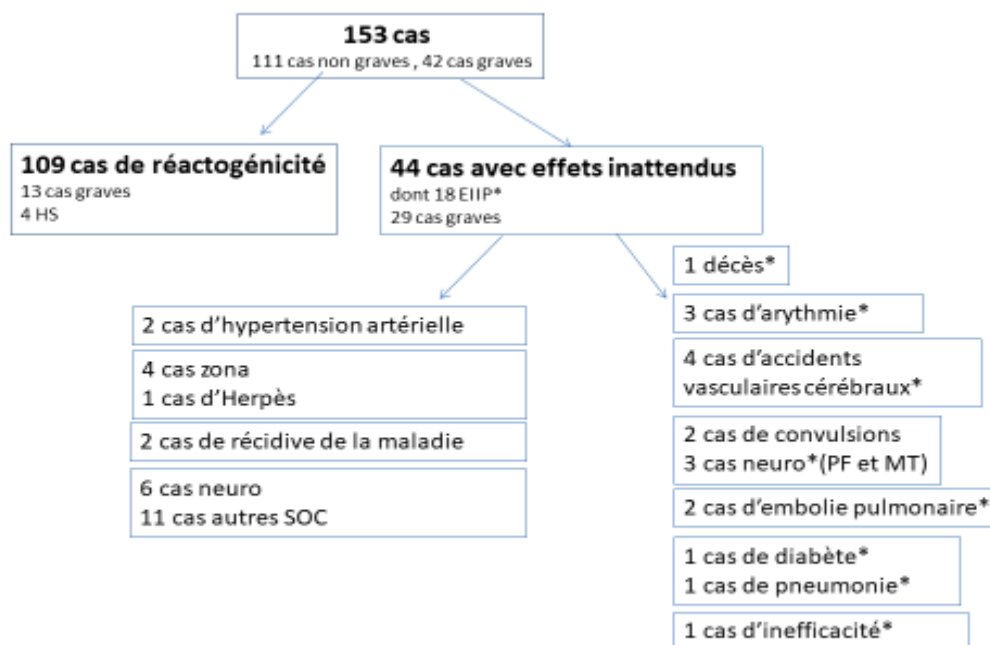 153 cas
111 cas non graves , 42 cas graves
109 cas de réactogénicité
13 cas graves
4 HS
44 cas avec effets inattendus
dont 18 EIIP*
29 cas graves
2 cas d'hypertension artérielle
4 cas zona
1 cas d'Herpès
2 cas de récidive de la maladie
6 cas neuro
11 cas autres SOC
1 décès*
3 cas d'arythmie*
4 cas d'accidents
vasculaires cérébraux*
2 cas de convulsions
3 cas neuro*(PF et MT)
2 cas d'embolie pulmonaire*
1 cas de diabète*
1 cas de pneumonie*
1 cas d'inefficacité*